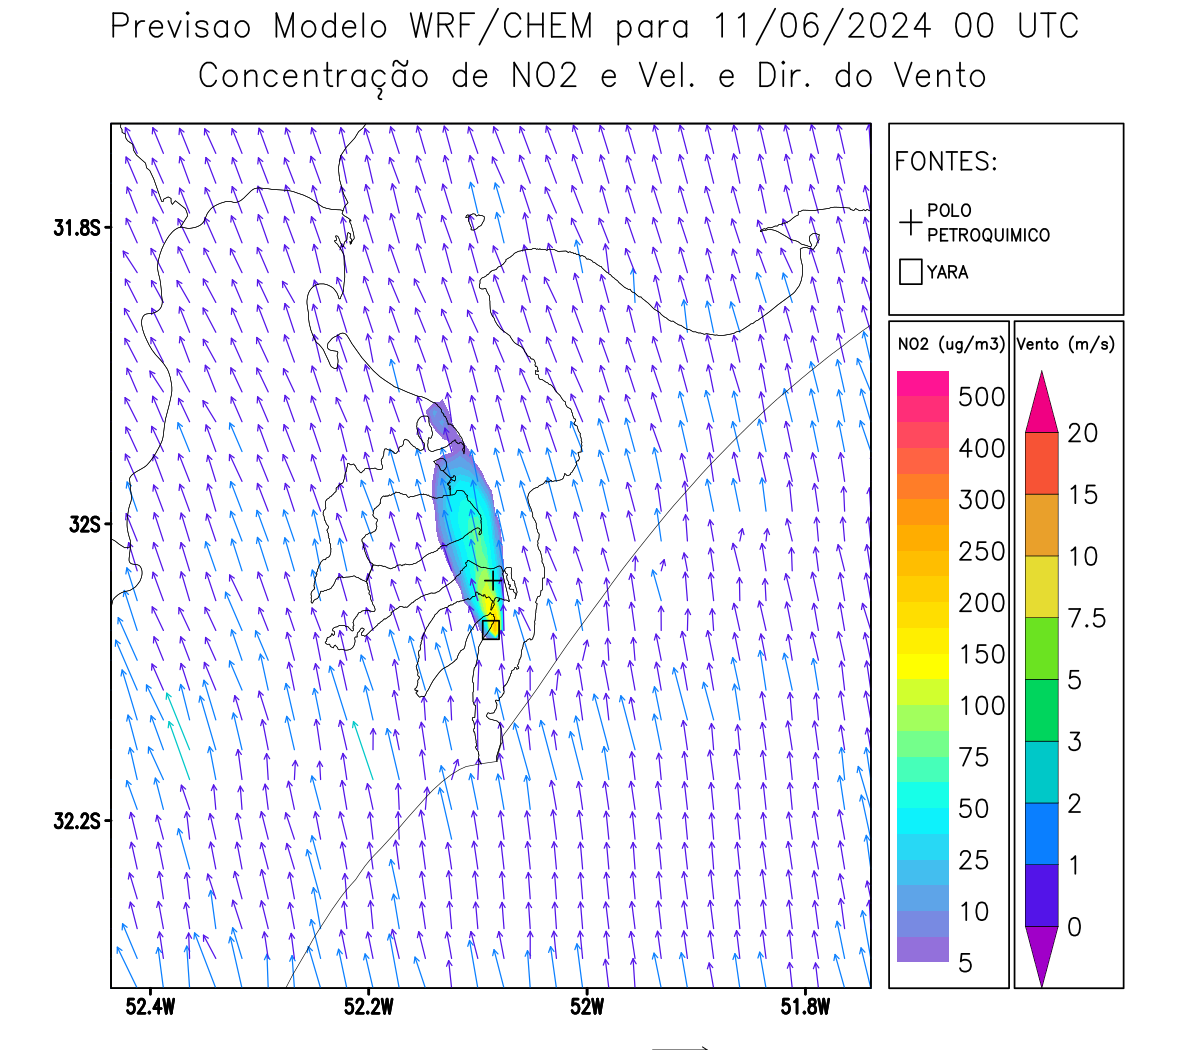 Previsao Modelo WRF/CHEM para 11/06/2024 00 UTC
Concentração de NO2 e Vel. e Dir. do Vento
FONTES:
POLO
PETROQUIMICO
YARA
NO2 (ug/m3)
500
400
300
250
200
150
100
75
50
25
10
5
Vento (m/s)
20
15
10
7.5
5
3
2
1
0
31.8S
32S
32.2S
52.4W
52.2W
52W
51.8W